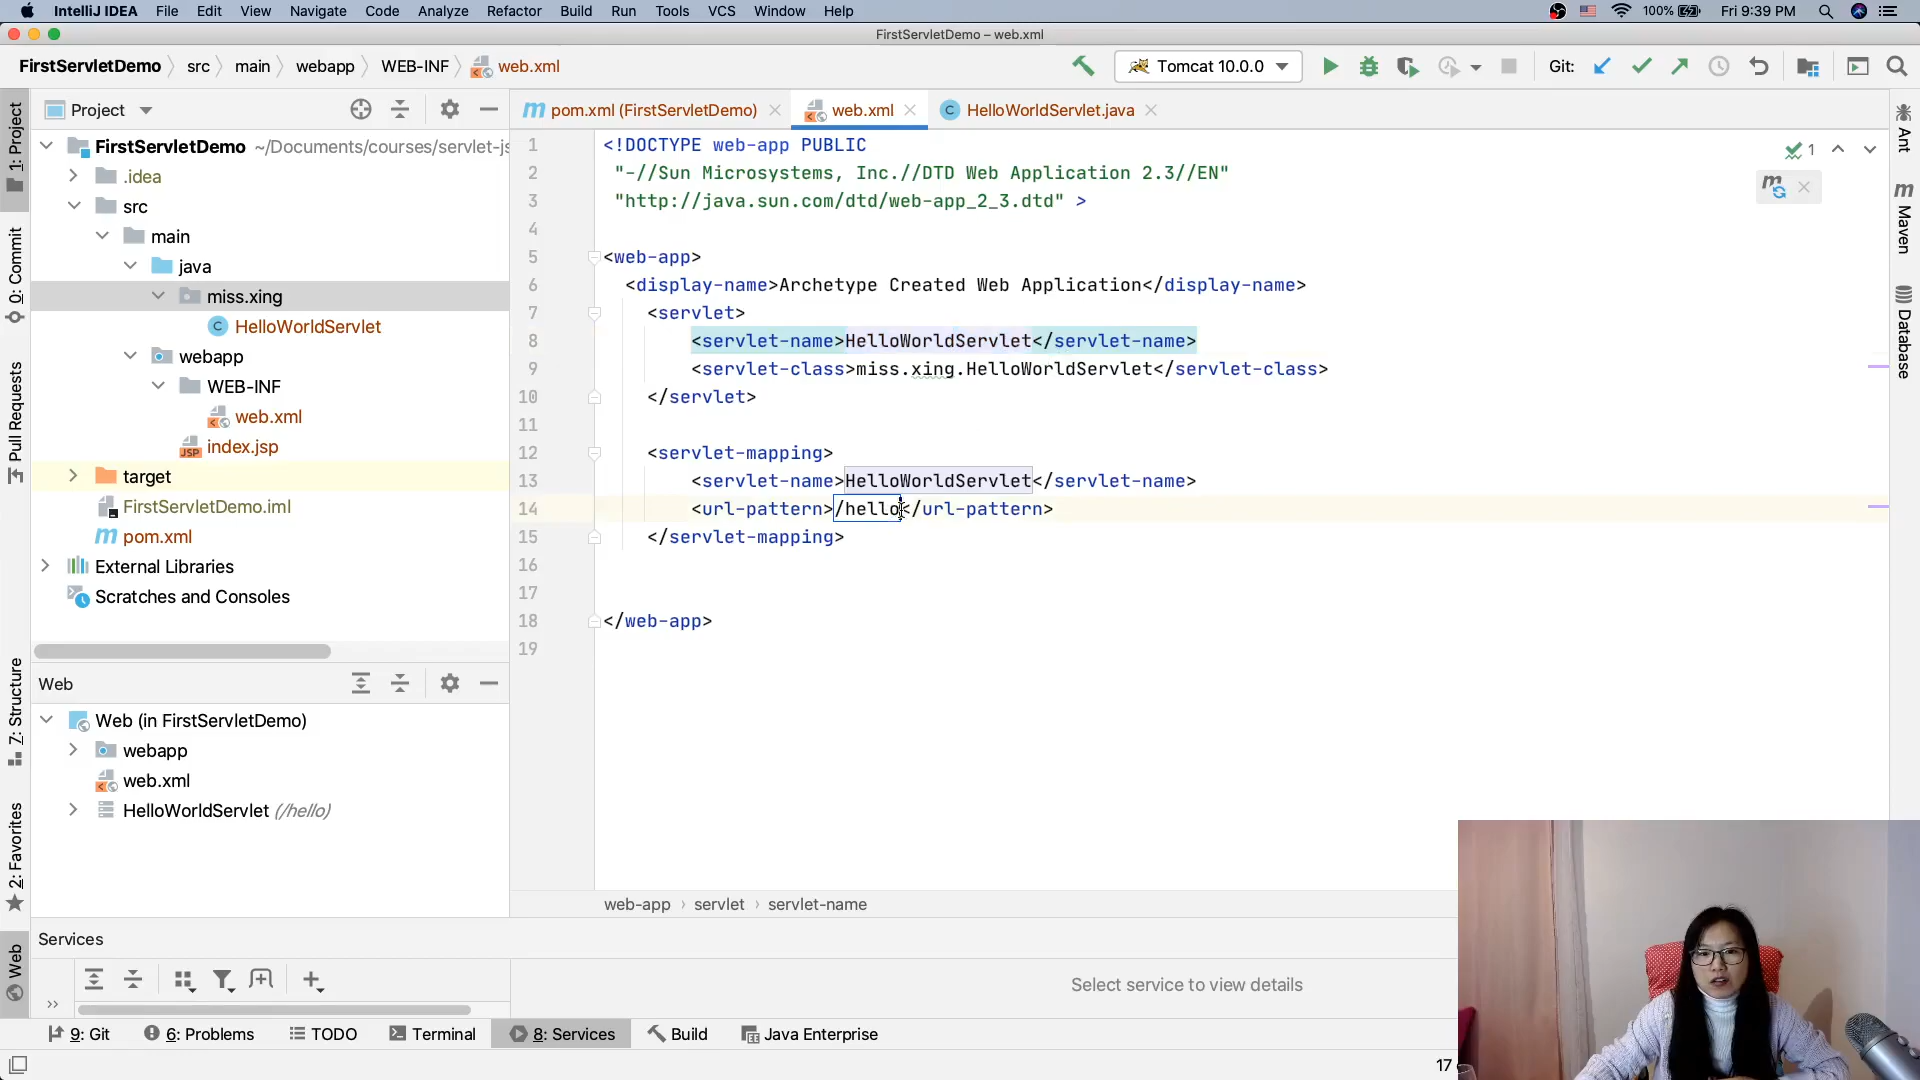 IntelliJ IDEA File Edit View Navigate Code Analyze Refactor Build Run Tools VCS Window Help 100% Fri 9:39 PM
FirstServletDemo – web.xml
FirstServletDemo src main webapp WEB-INF web.xml Tomcat 10.0.0 Git:
Project
pom.xml (FirstServletDemo) web.xml HelloWorldServlet.java
FirstServletDemo ~/Documents/courses/servlet-js
.idea
src
main
java
miss.xing
HelloWorldServlet
webapp
WEB-INF
web.xml
index.jsp
target
FirstServletDemo.iml
pom.xml
External Libraries
Scratches and Consoles
1 <!DOCTYPE web-app PUBLIC
2 "-//Sun Microsystems, Inc.//DTD Web Application 2.3//EN"
3 "http://java.sun.com/dtd/web-app_2_3.dtd" >
4
5 <web-app>
6 <display-name>Archetype Created Web Application</display-name>
7 <servlet>
8 <servlet-name>HelloWorldServlet</servlet-name>
9 <servlet-class>miss.xing.HelloWorldServlet</servlet-class>
10 </servlet>
11
12 <servlet-mapping>
13 <servlet-name>HelloWorldServlet</servlet-name>
14 <url-pattern>/hello</url-pattern>
15 </servlet-mapping>
16
17
18 </web-app>
19
1
1: Project
0: Commit
Pull Requests
7: Structure
2: Favorites
Web
Ant
Maven
Database
Web
Web (in FirstServletDemo)
webapp
web.xml
HelloWorldServlet (/hello)
web-app › servlet › servlet-name
Services
Select service to view details
9: Git 6: Problems TODO Terminal 8: Services Build Java Enterprise
17